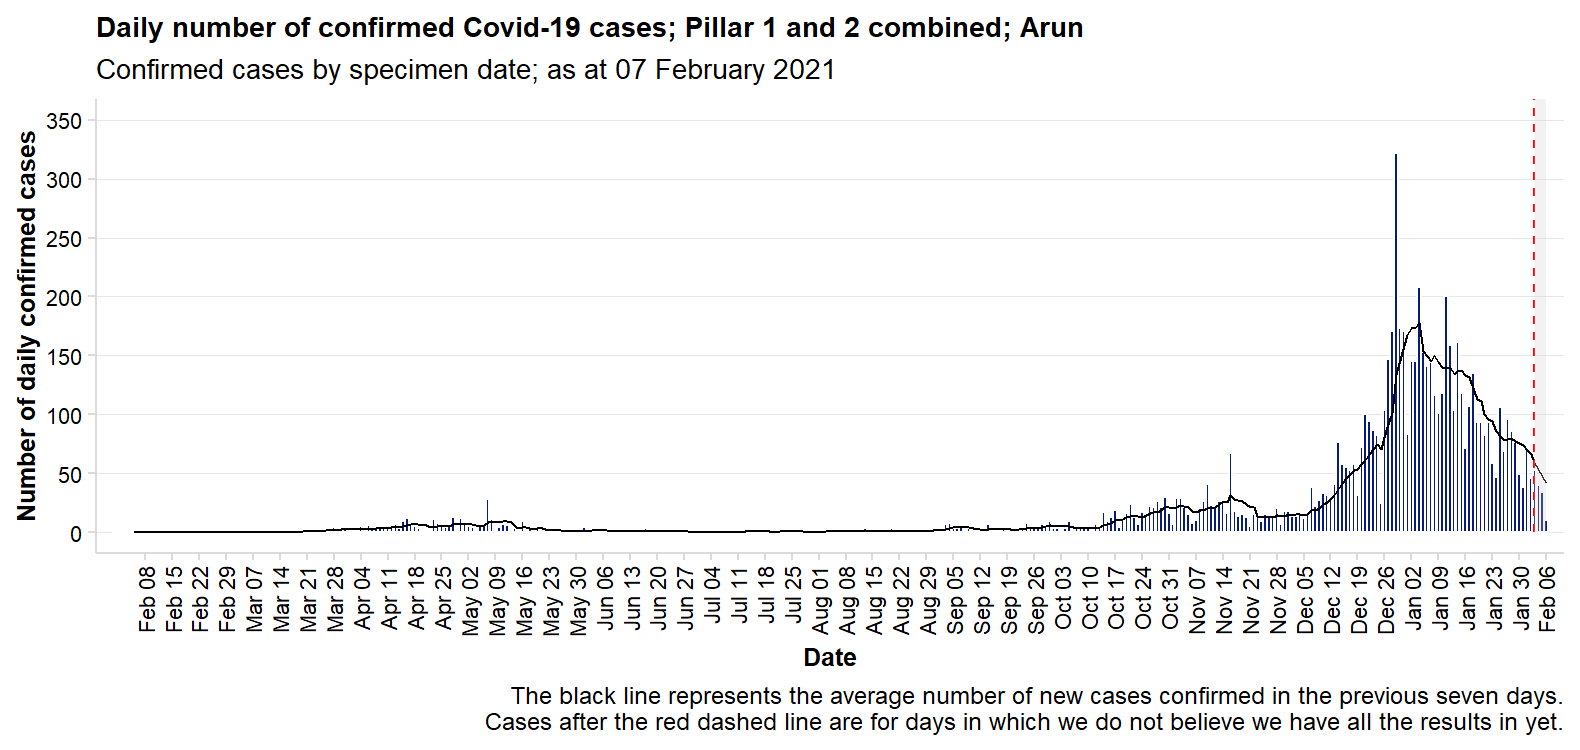 Daily number of confirmed Covid-19 cases; Pillar 1 and 2 combined; Arun
Confirmed cases by specimen date; as at 07 February 2021
Number of daily confirmed cases
350
300
250
200
150
100
50
0
Feb 08
Feb 15
Feb 22
Feb 29
Mar 07
Mar 14
Mar 21
Mar 28
Apr 04
Apr 11
Apr 18
Apr 25
May 02
May 09
May 16
May 23
May 30
Jun 06
Jun 13
Jun 20
Jun 27
Jul 04
Jul 11
Jul 18
Jul 25
Aug 01
Aug 08
Aug 15
Aug 22
Aug 29
Sep 05
Sep 12
Sep 19
Sep 26
Oct 03
Oct 10
Oct 17
Oct 24
Oct 31
Nov 07
Nov 14
Nov 21
Nov 28
Dec 05
Dec 12
Dec 19
Dec 26
Jan 02
Jan 09
Jan 16
Jan 23
Jan 30
Feb 06
Date
The black line represents the average number of new cases confirmed in the previous seven days.
Cases after the red dashed line are for days in which we do not believe we have all the results in yet.